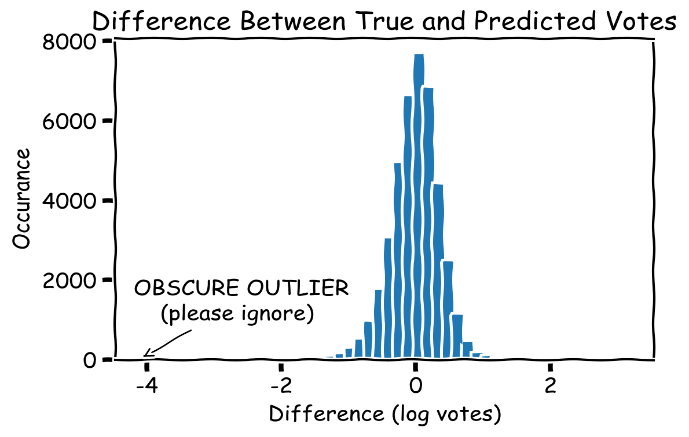 Difference Between True and Predicted Votes
8000
6000
4000
2000
0
Occurance
OBSCURE OUTLIER
(please ignore)
-4
-2
0
2
Difference (log votes)